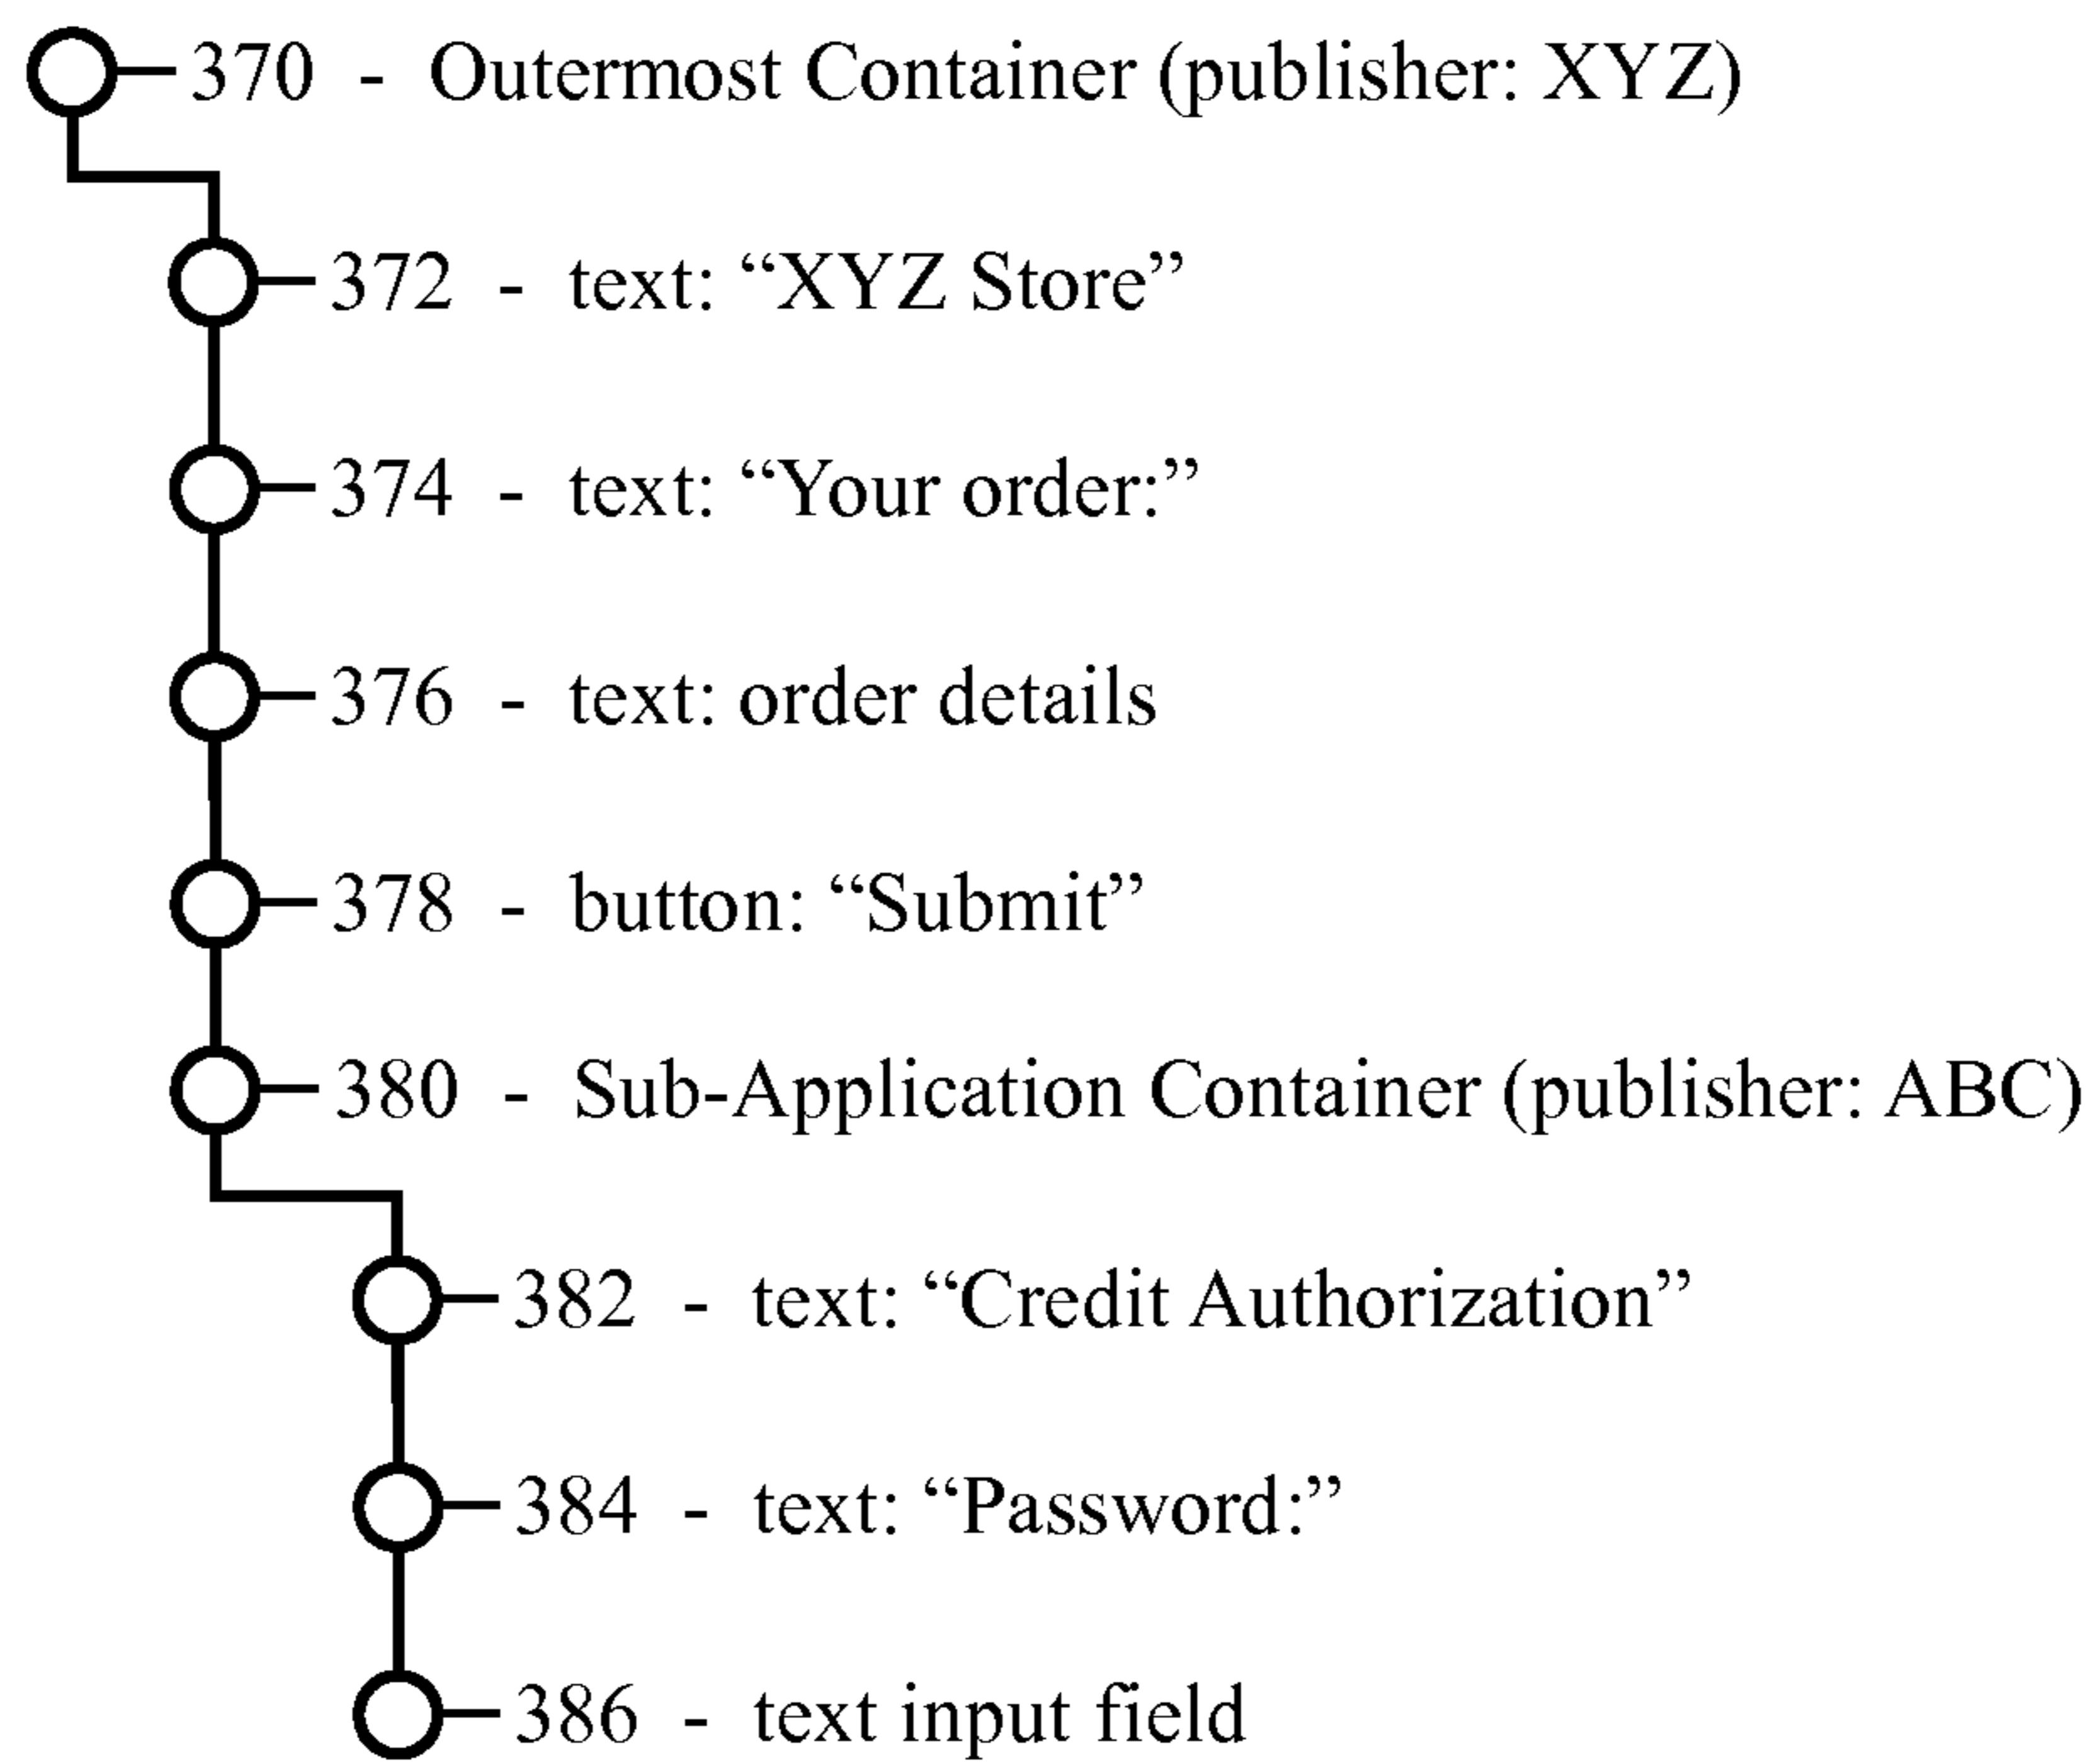 370 - Outermost Container (publisher: XYZ)
372 - text: “XYZ Store”
374 - text: “Your order:”
376 - text: order details
378 - button: “Submit”
380 - Sub-Application Container (publisher: ABC)
382 - text: “Credit Authorization”
384 - text: “Password:”
386 - text input field